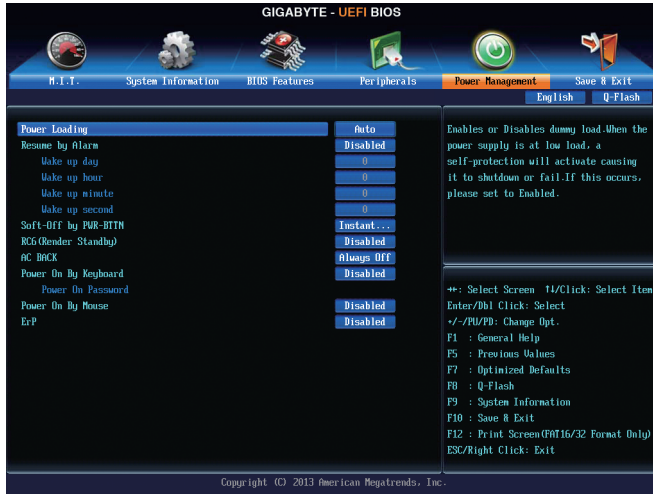 GIGABYTE - UEFI BIOS
M.I.T. System Information BIOS Features Peripherals Power Management Save & Exit
English Q-Flash
Power Loading Auto
Resume by Alarm Disabled
Wake up day 0
Wake up hour 0
Wake up minute 0
Wake up second 0
Soft-Off by PWR-BTTN Instant...
RC6(Render Standby) Disabled
AC BACK Always Off
Power On By Keyboard Disabled
Power On Password
Power On By Mouse Disabled
ErP Disabled
Enables or Disables dummy load.When the
power supply is at low load, a
self-protection will activate causing
it to shutdown or fail.If this occurs,
please set to Enabled.
→←: Select Screen ↑↓/Click: Select Item
Enter/Dbl Click: Select
+/-/PU/PD: Change Opt.
F1 : General Help
F5 : Previous Values
F7 : Optimized Defaults
F8 : Q-Flash
F9 : System Information
F10 : Save & Exit
F12 : Print Screen(FAT16/32 Format Only)
ESC/Right Click: Exit
Copyright (C) 2013 American Megatrends, Inc.